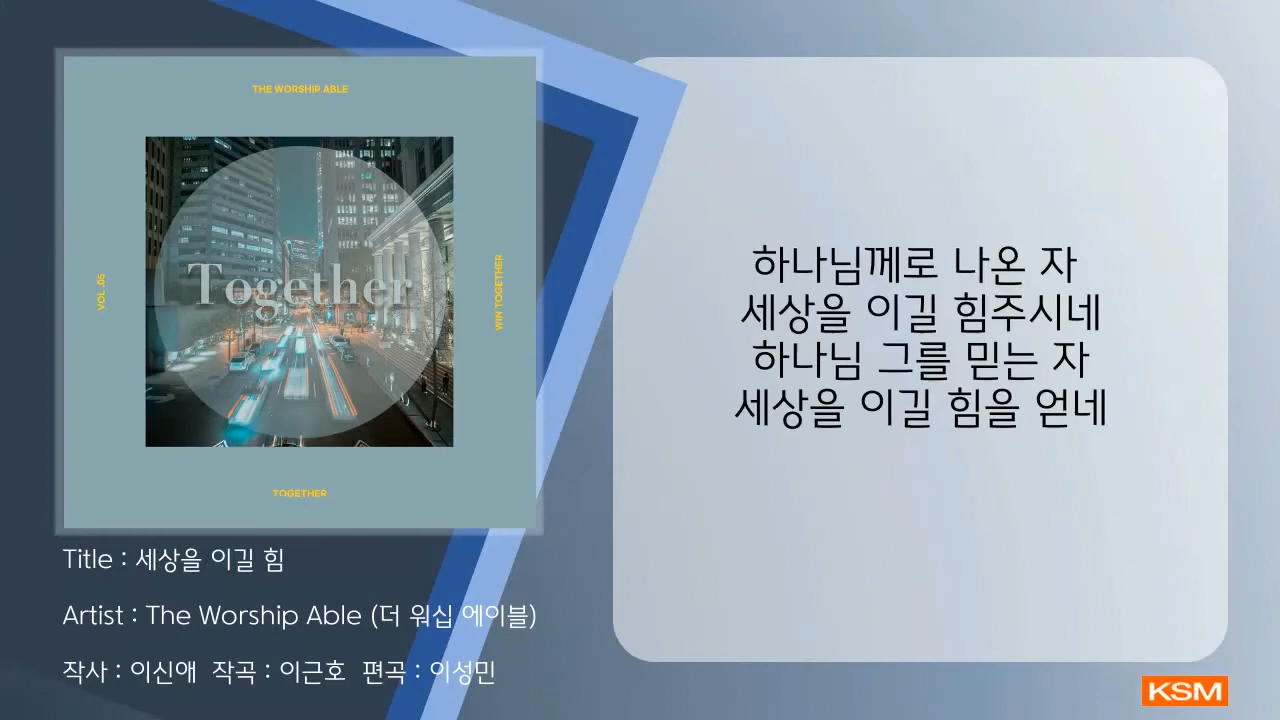 THE WORSHIP ABLE
VOL .05
Together
WIN TOGETHER
TOGETHER
Title : 세상을 이길 힘
Artist : The Worship Able (더 워십 에이블)
작사 : 이신애 작곡 : 이근호 편곡 : 이성민
하나님께로 나온 자
세상을 이길 힘주시네
하나님 그를 믿는 자
세상을 이길 힘을 얻네
KSM